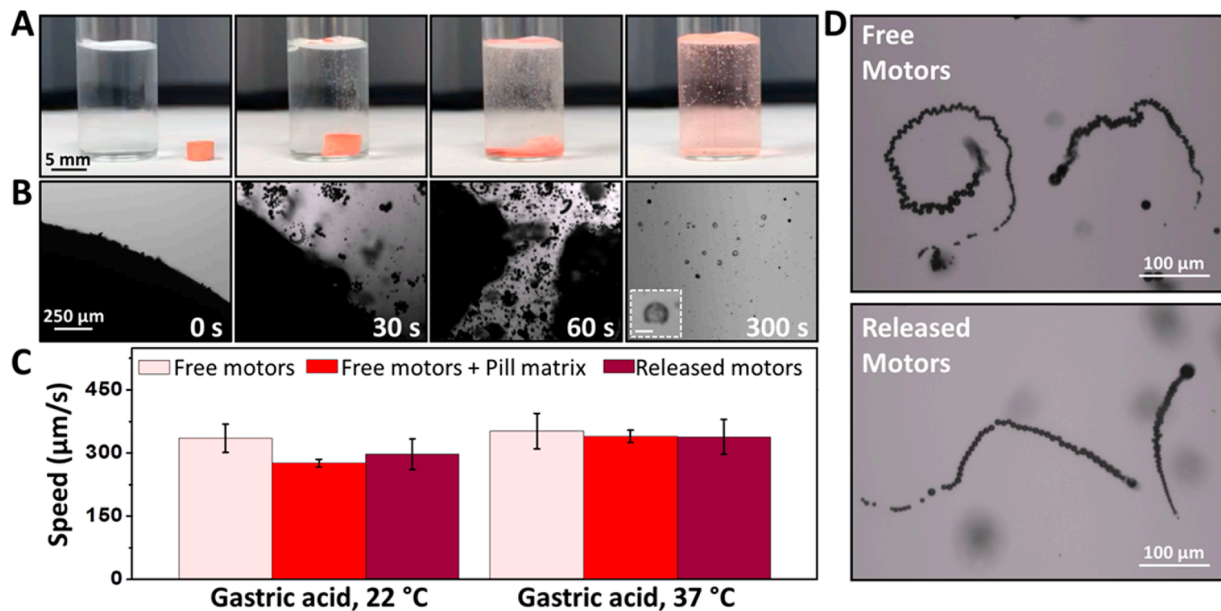 A
5 mm
B
250 µm
0 s
30 s
60 s
300 s
C
Free motors
Free motors + Pill matrix
Released motors
Speed (µm/s)
450
300
150
0
Gastric acid, 22 °C
Gastric acid, 37 °C
D
Free
Motors
100 µm
Released
Motors
100 µm